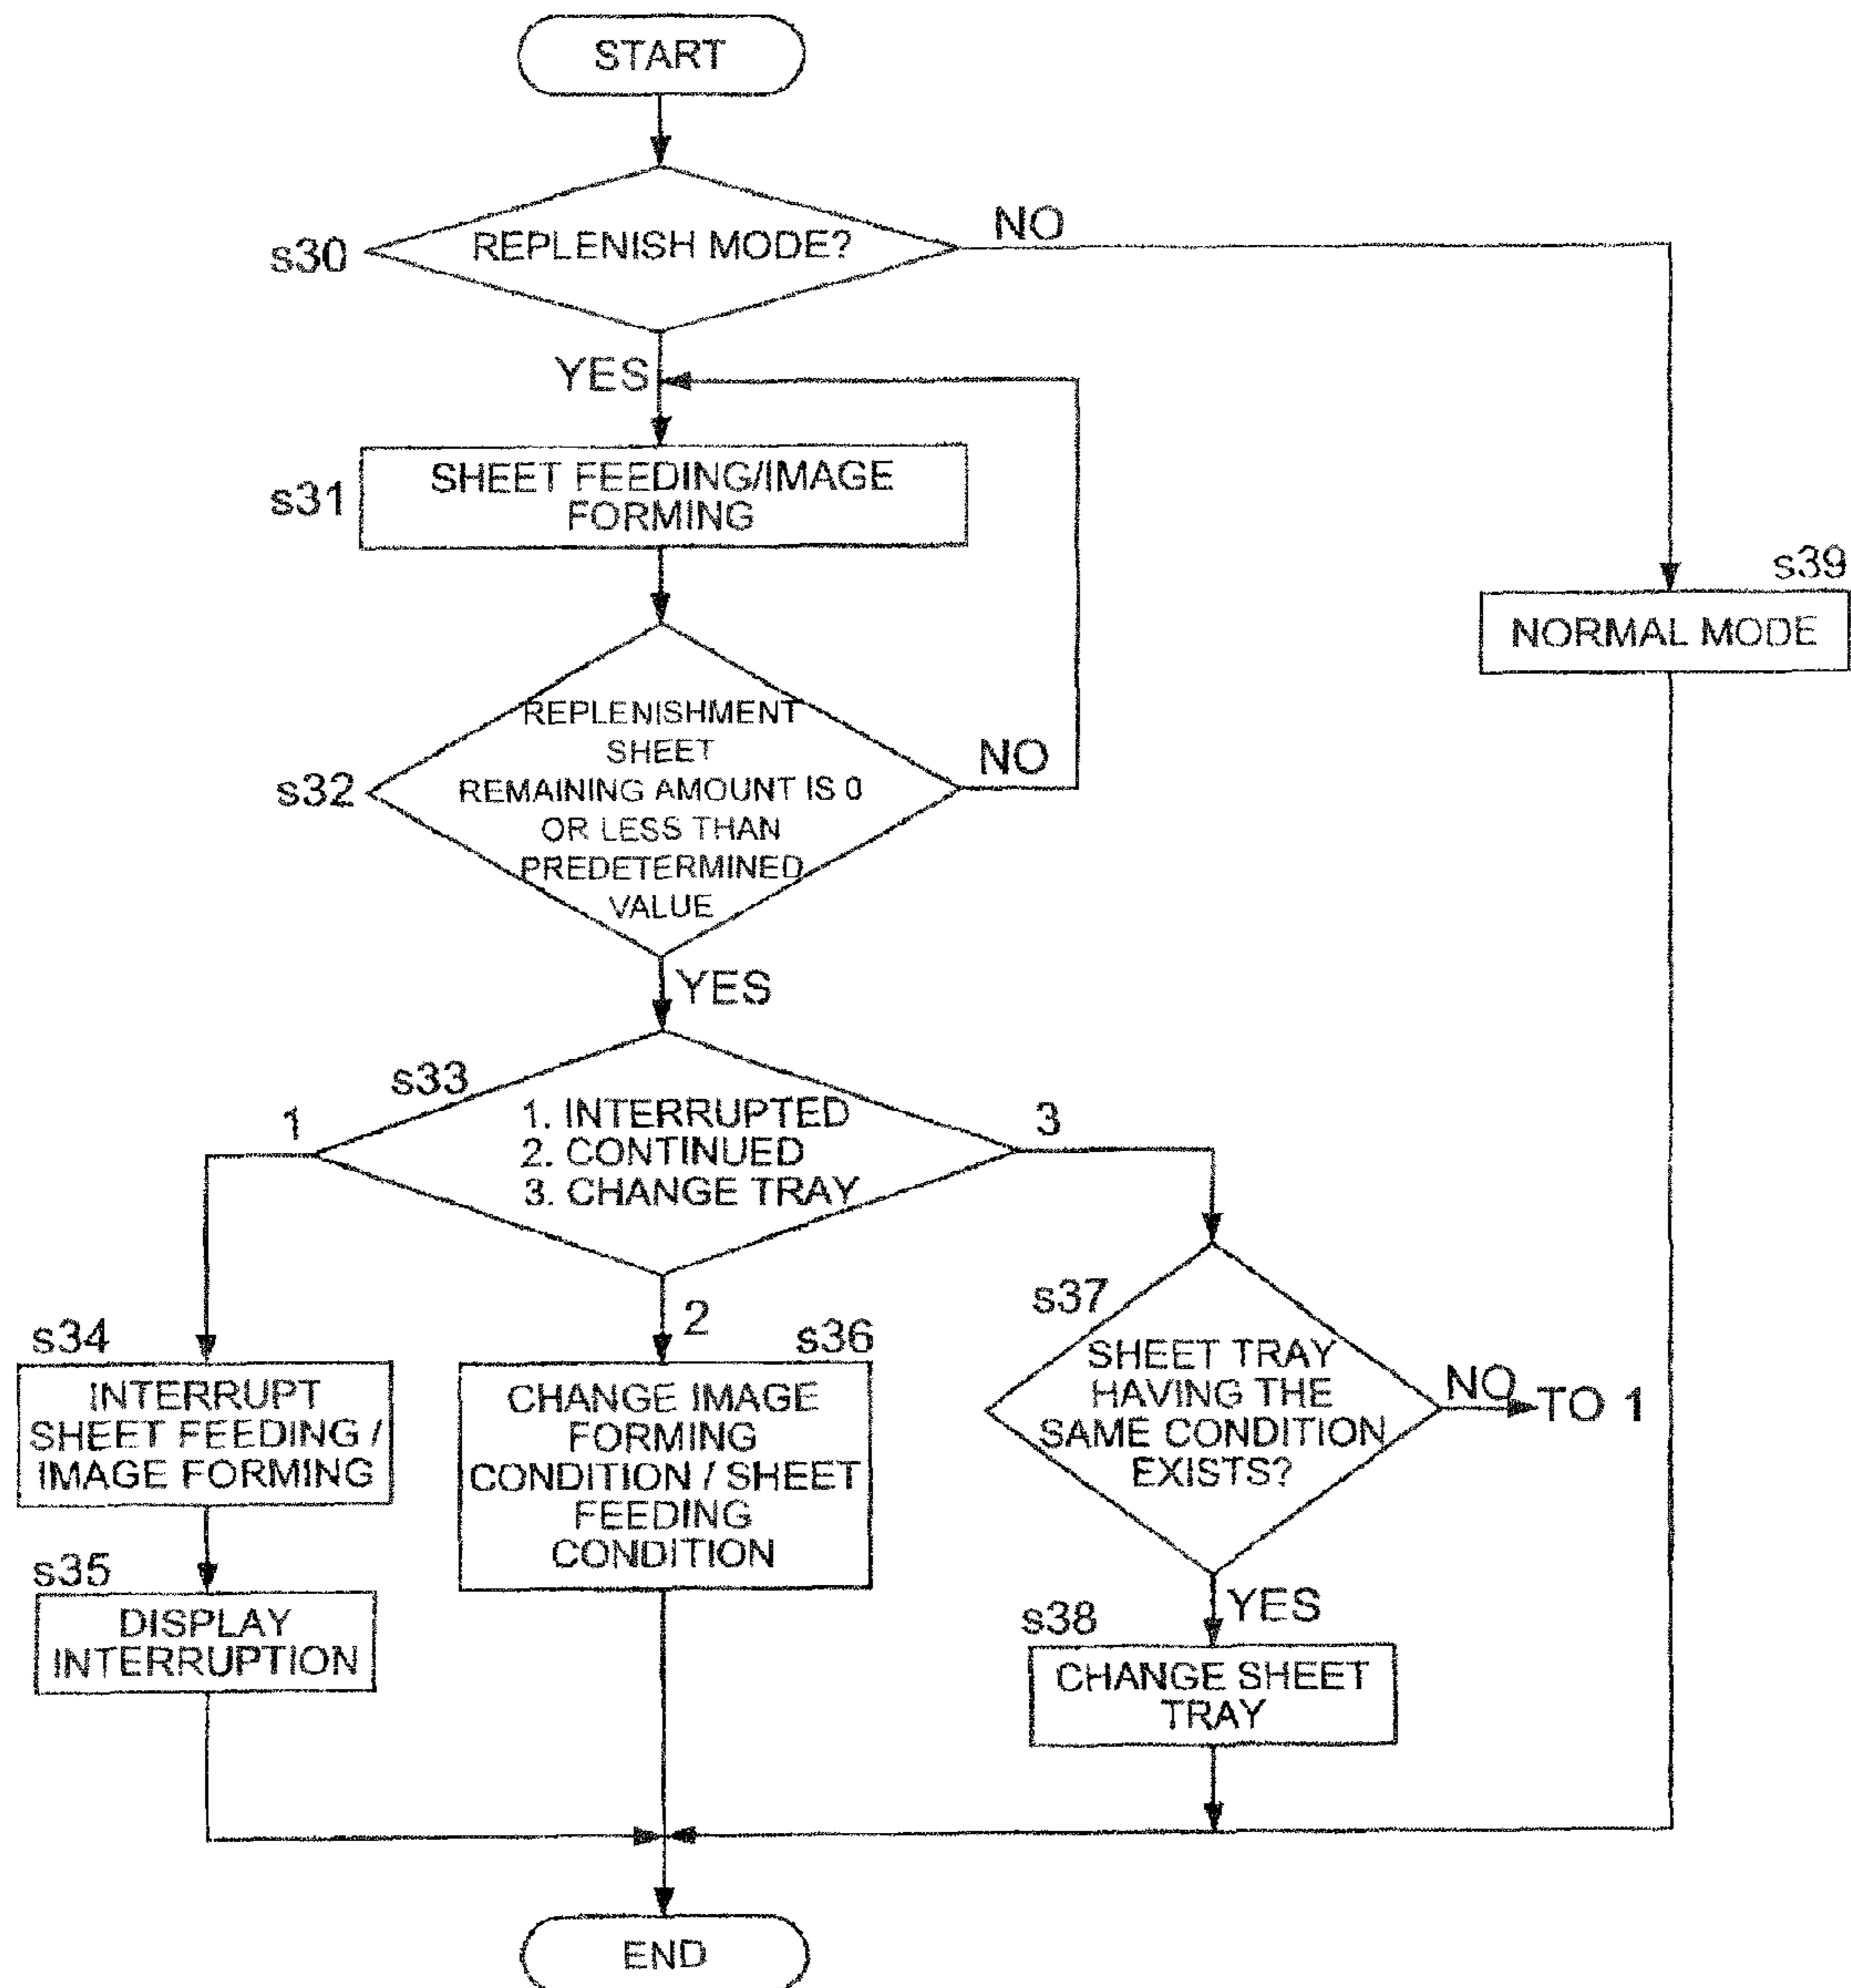 START
s30
REPLENISH MODE?
NO
YES
s31
SHEET FEEDING/IMAGE
FORMING
s39
NORMAL MODE
s32
REPLENISHMENT
SHEET
REMAINING AMOUNT IS 0
OR LESS THAN
PREDETERMINED
VALUE
NO
YES
s33
1
1. INTERRUPTED
2. CONTINUED
3. CHANGE TRAY
3
2
s34
INTERRUPT
SHEET FEEDING /
IMAGE FORMING
s36
CHANGE IMAGE
FORMING
CONDITION / SHEET
FEEDING
CONDITION
s37
SHEET TRAY
HAVING THE
SAME CONDITION
EXISTS?
NO
TO 1
s35
DISPLAY
INTERRUPTION
YES
s38
CHANGE SHEET
TRAY
END